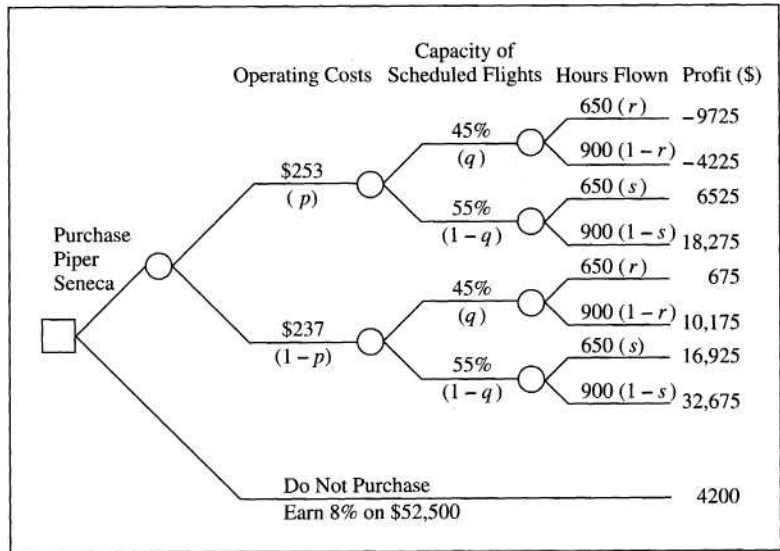 Capacity of
Operating Costs Scheduled Flights Hours Flown Profit ($)
650 (r) −9725
45%
(q)
900 (1−r) −4225
$253
(p)
650 (s) 6525
55%
(1−q)
900 (1−s) 18,275
Purchase
Piper
Seneca
650 (r) 675
45%
(q)
900 (1−r) 10,175
$237
(1−p)
650 (s) 16,925
55%
(1−q)
900 (1−s) 32,675
Do Not Purchase 4200
Earn 8% on $52,500